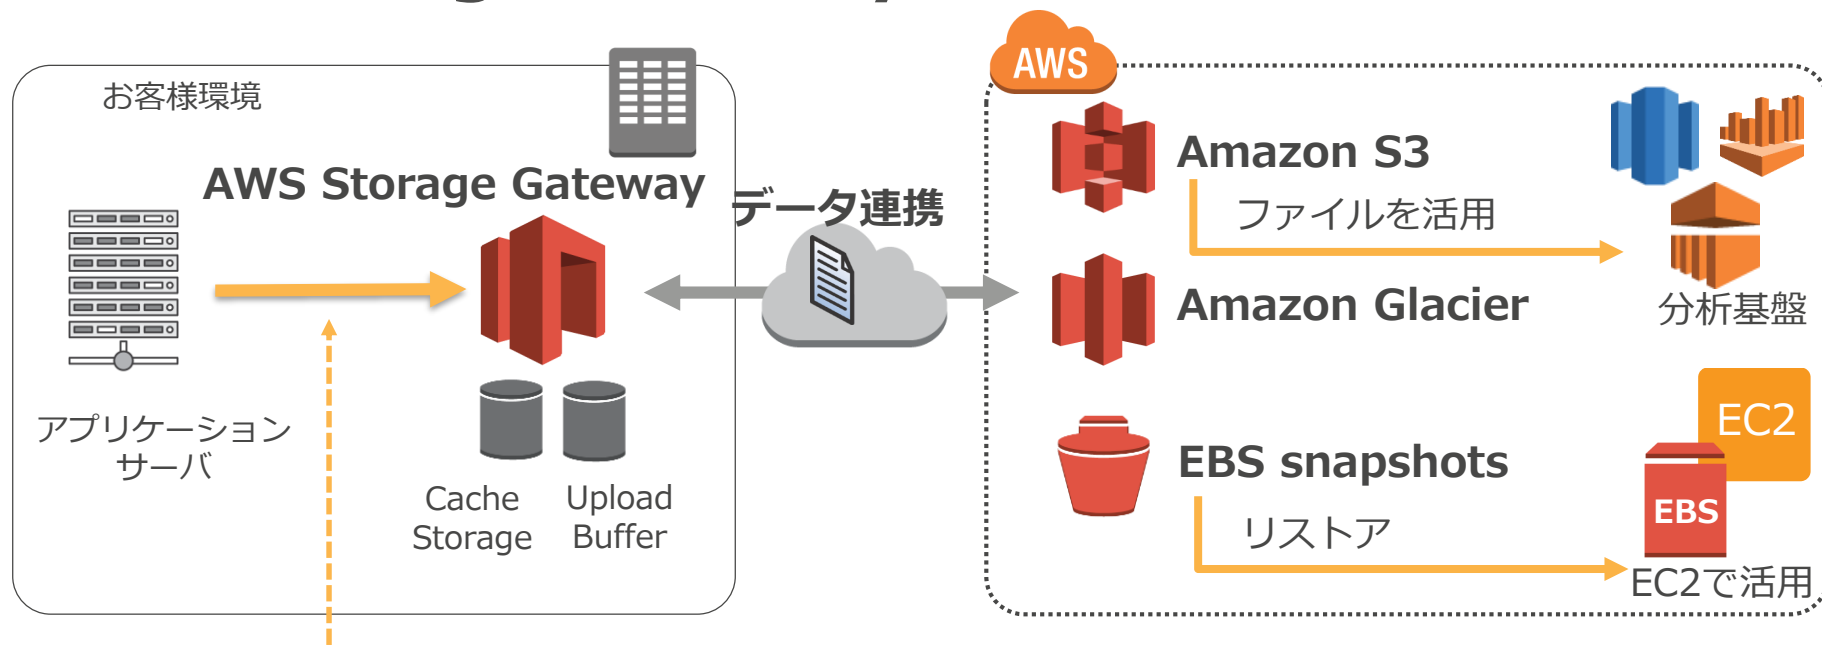 お客様環境
AWS Storage Gateway
アプリケーション
サーバ
Cache
Storage
Upload
Buffer
データ連携
AWS
Amazon S3
ファイルを活用
分析基盤
Amazon Glacier
EBS snapshots
リストア
EC2
EBS
EC2で活用